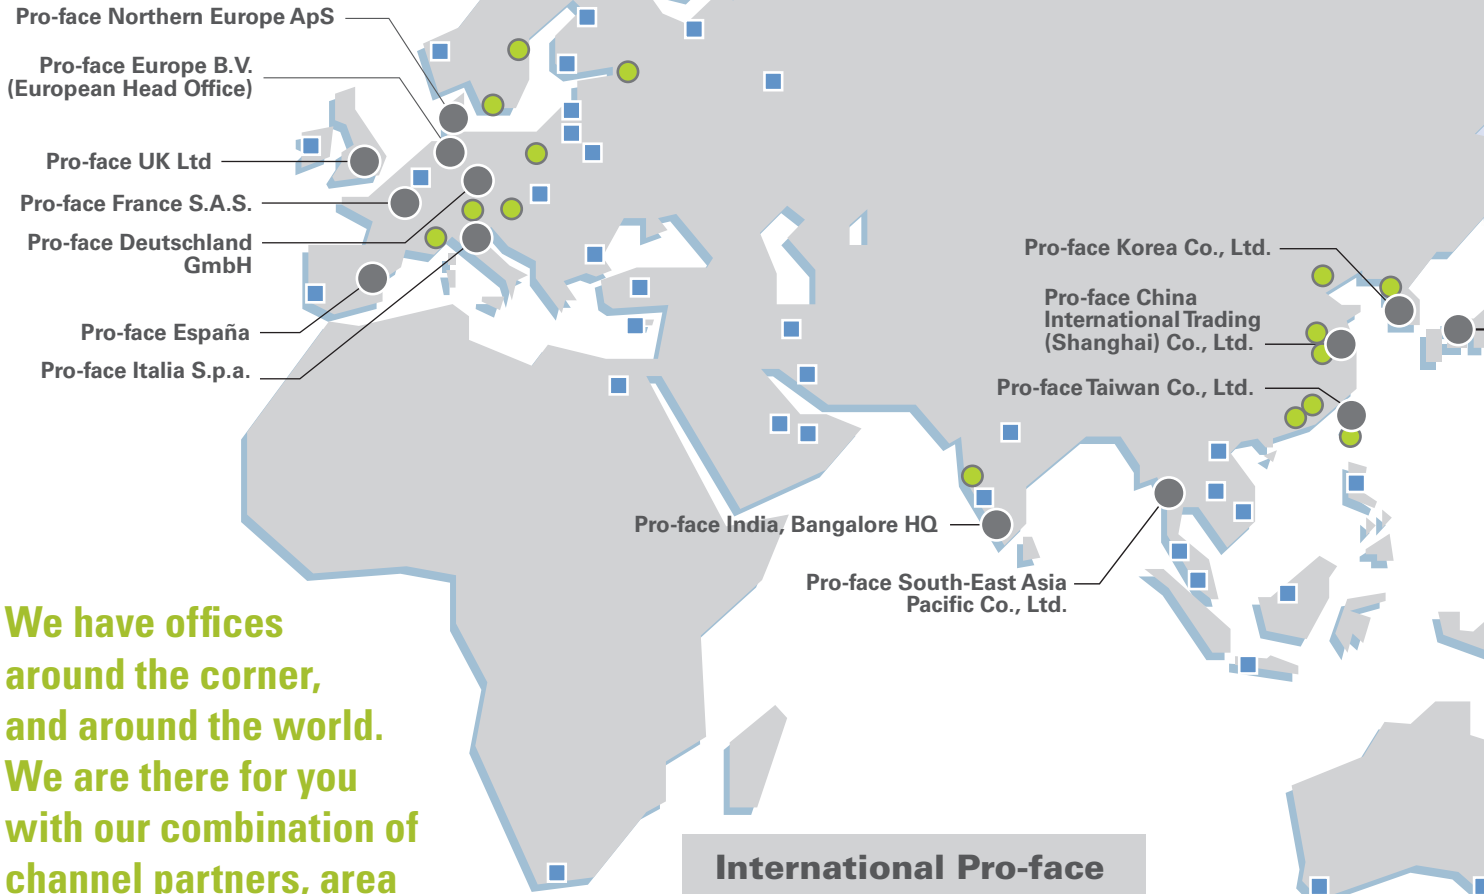 Pro-face Northern Europe ApS
Pro-face Europe B.V.
(European Head Office)
Pro-face UK Ltd
Pro-face France S.A.S.
Pro-face Deutschland
GmbH
Pro-face España
Pro-face Italia S.p.a.
Pro-face Korea Co., Ltd.
Pro-face China
International Trading
(Shanghai) Co., Ltd.
Pro-face Taiwan Co., Ltd.
Pro-face India, Bangalore HQ
Pro-face South-East Asia
Pacific Co., Ltd.
We have offices
around the corner,
and around the world.
We are there for you
with our combination of
channel partners, area
International Pro-face